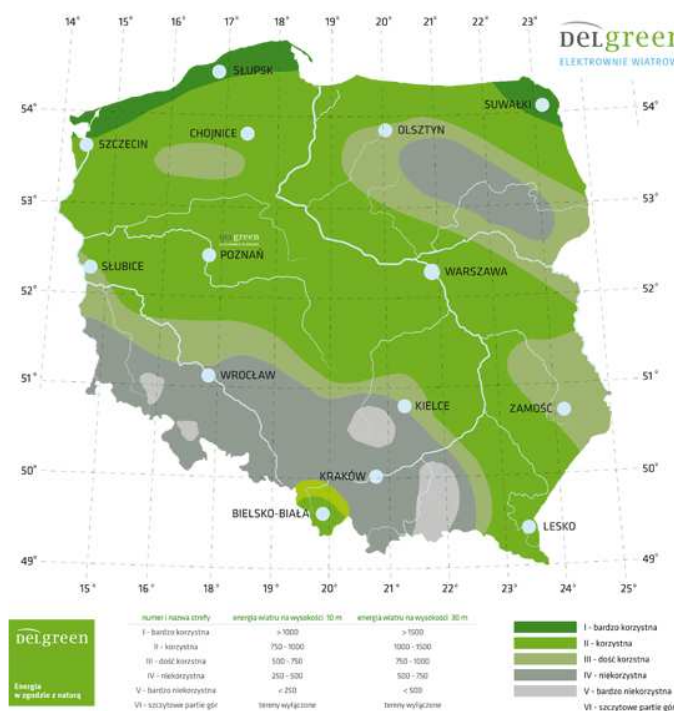 14° 16° 17° 18° 19° 20° 21° 22° 23°
DELgreen
ELEKTROWNIE WIATROW
SŁUPSK
54° SUWAŁKI 54°
CHOJNICE OLSZTYN
SZCZECIN
53° 53°
delgreen
POZNAŃ
SŁUBICE WARSZAWA
52° 52°
WROCŁAW
51° 51°
KIELCE ZAMOŚĆ
50° KRAKÓW 50°
BIELSKO-BIAŁA LESKO
49° 49°
15° 16° 17° 18° 19° 20° 21° 22° 23° 24° 25°
DELgreen
Energia
w zgodzie z naturą
numer i nazwa strefy energia wiatru na wysokości 10 m energia wiatru na wysokości 30 m
I - bardzo korzystna >1000 >1500
II - korzystna 750-1000 1000-1500
III - dość korzystna 500-750 750-1000
IV - niekorzystna 250-500 500-750
V - bardzo niekorzystna < 250 < 500
VI - szczytowe partie gór tereny wyłączone tereny wyłączone
I - bardzo korzystna
II - korzystna
III - dość korzstna
IV - niekorzystna
V - bardzo niekorzystna
VI - szczytowe partie gór